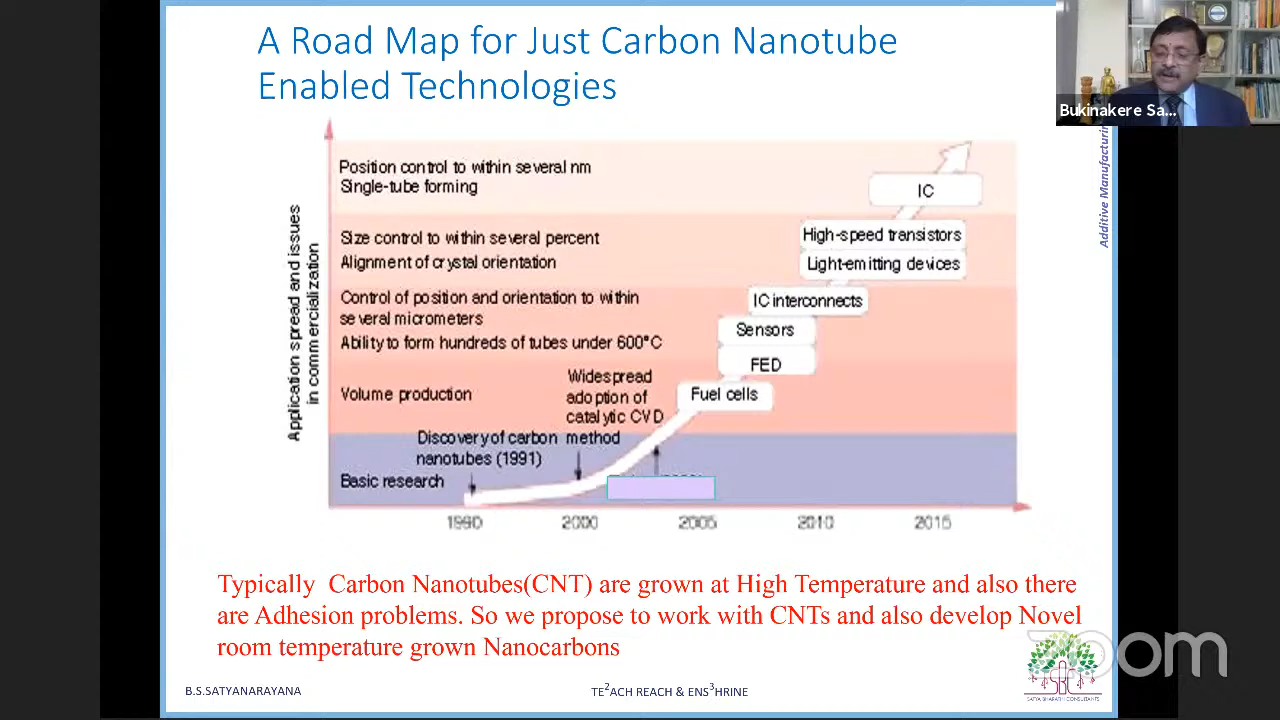 A Road Map for Just Carbon Nanotube
Enabled Technologies
Bukinakere Sa...
Additive Manufacturin
Application spread and issues
in commercialization
Position control to within several nm
Single-tube forming
IC
Size control to within several percent
Alignment of crystal orientation
High-speed transistors
Light-emitting devices
Control of position and orientation to within
several micrometers
Ability to form hundreds of tubes under 600°C
IC interconnects
Sensors
FED
Volume production
Widespread
adoption of
catalytic CVD
method
Fuel cells
Discovery of carbon
nanotubes (1991)
Basic research
1990 2000 2005 2010 2015
Typically Carbon Nanotubes(CNT) are grown at High Temperature and also there
are Adhesion problems. So we propose to work with CNTs and also develop Novel
room temperature grown Nanocarbons
zoom
SBC
SATYA BHARATH CONSULTANTS
B.S.SATYANARAYANA
TE²ACH REACH & ENS³HRINE